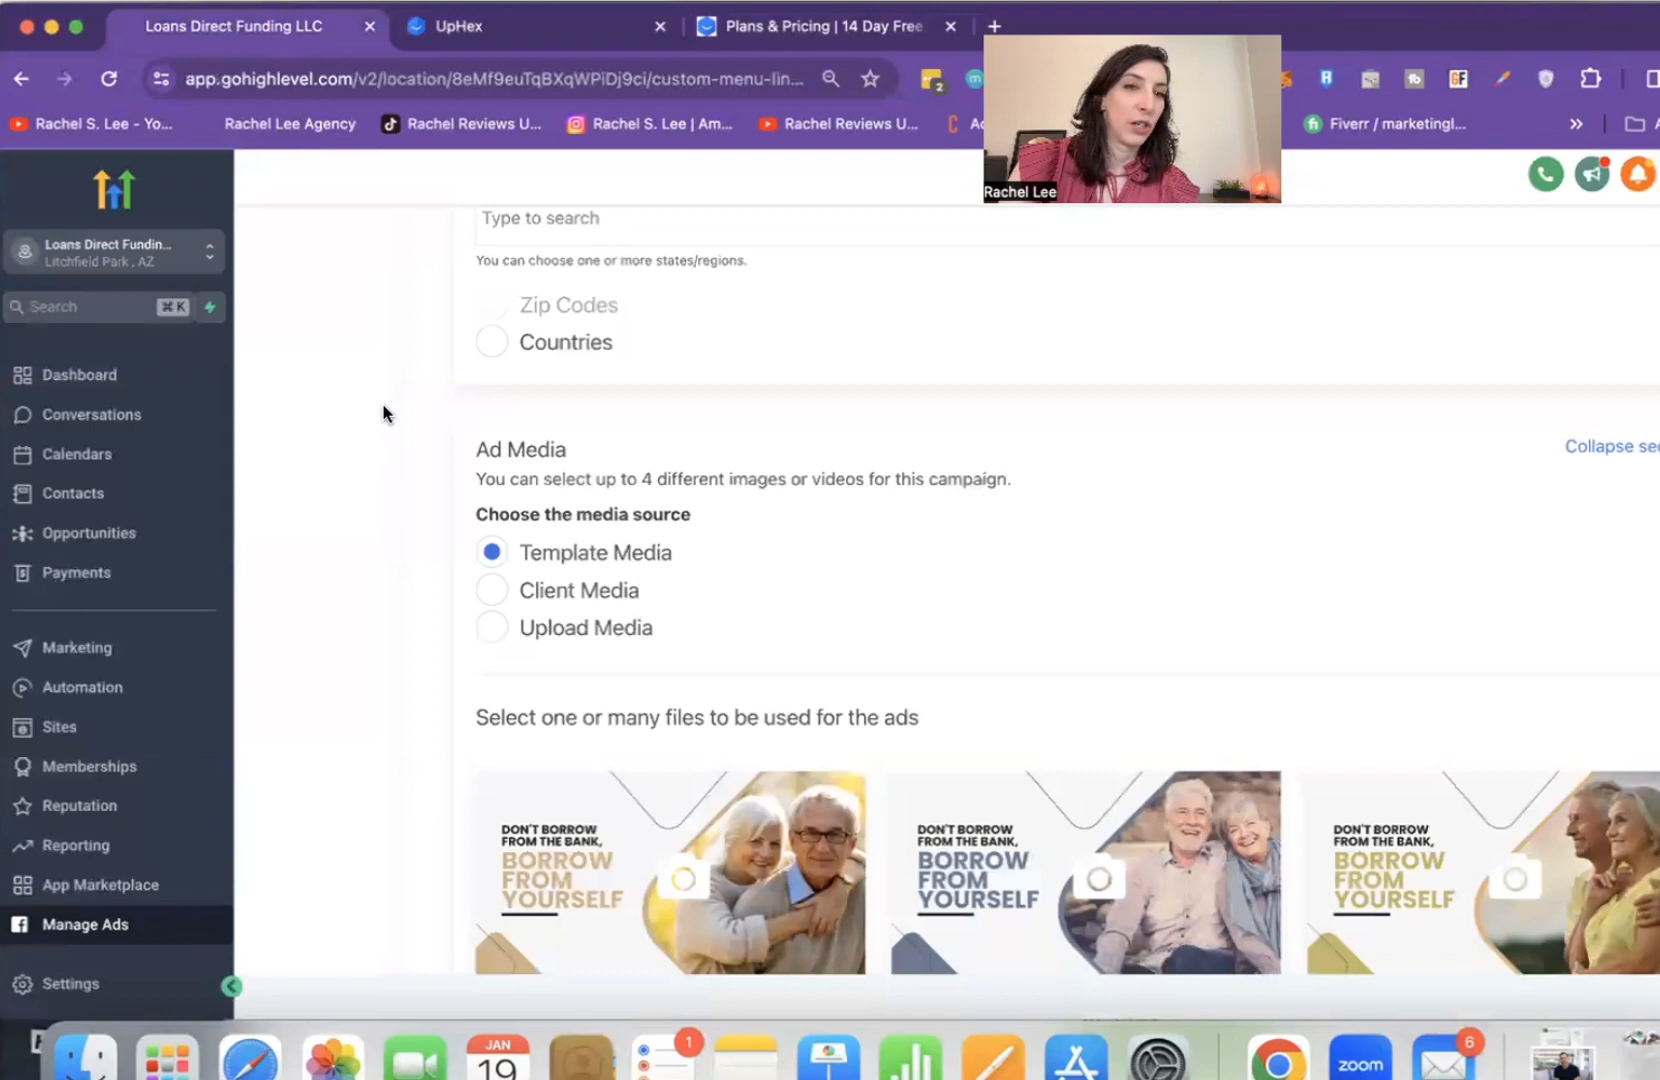 Loans Direct Funding LLC
UpHex
Plans & Pricing | 14 Day Free
app.gohighlevel.com/v2/location/8eMf9euTqBXqWPiDj9ci/custom-menu-lin...
2
Rachel S. Lee - Yo...
Rachel Lee Agency
Rachel Reviews U...
Rachel S. Lee | Am...
Rachel Reviews U...
Fiverr / marketingl...
Rachel Lee
Loans Direct Fundin...
Litchfield Park , AZ
Search ⌘ K
Dashboard
Conversations
Calendars
Contacts
Opportunities
Payments
Marketing
Automation
Sites
Memberships
Reputation
Reporting
App Marketplace
Manage Ads
Settings
Type to search
You can choose one or more states/regions.
Zip Codes
Countries
Ad Media
Collapse sec
You can select up to 4 different images or videos for this campaign.
Choose the media source
Template Media
Client Media
Upload Media
Select one or many files to be used for the ads
DON'T BORROW
FROM THE BANK,
BORROW
FROM
YOURSELF
DON'T BORROW
FROM THE BANK,
BORROW
FROM
YOURSELF
DON'T BORROW
FROM THE BANK,
BORROW
FROM
YOURSELF
JAN
19
1
zoom
6